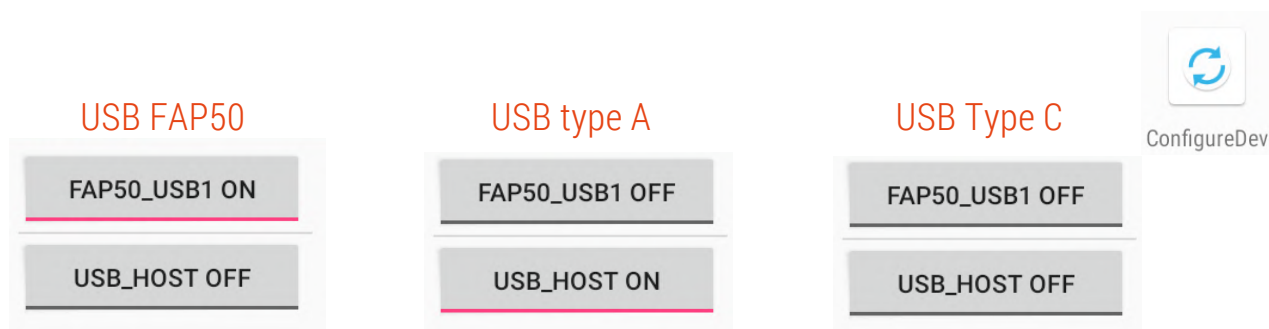 USB FAP50
FAP50_USB1 ON
USB_HOST OFF
USB type A
FAP50_USB1 OFF
USB_HOST ON
USB Type C
FAP50_USB1 OFF
USB_HOST OFF
ConfigureDev